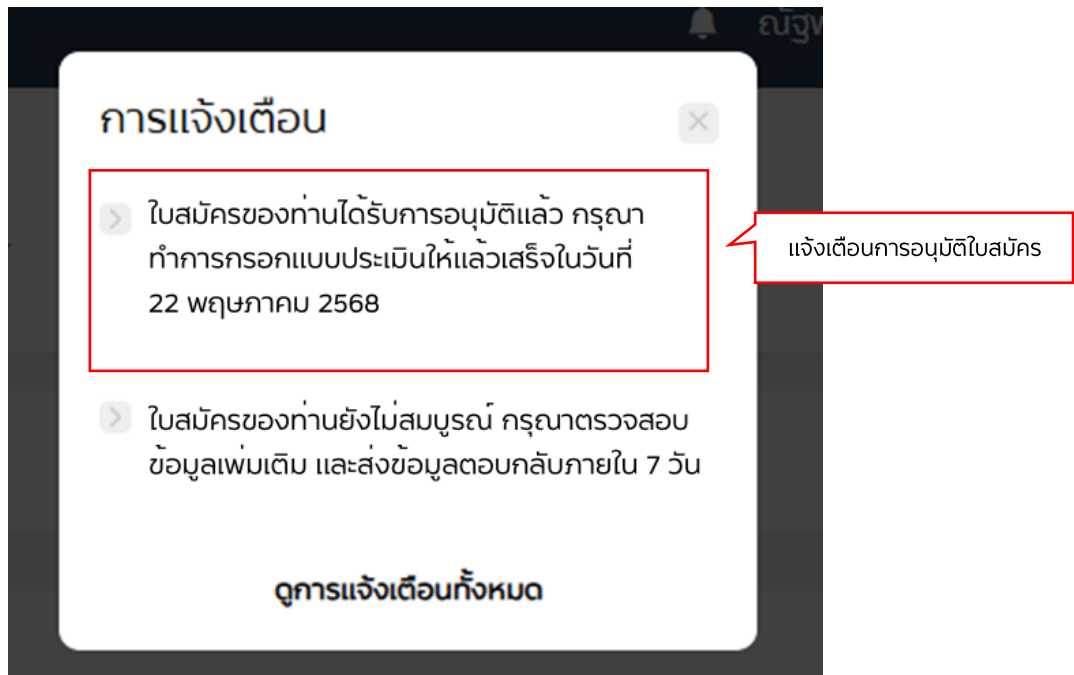 การแจ้งเตือน
ใบสมัครของท่านได้รับการอนุมัติแล้ว กรุณา
ทำการกรอกแบบประเมินให้แล้วเสร็จในวันที่
22 พฤษภาคม 2568
แจ้งเตือนการอนุมัติใบสมัคร
ใบสมัครของท่านยังไม่สมบูรณ์ กรุณาตรวจสอบ
ข้อมูลเพ่มเติม และส่งข้อมูลตอบกลับภายใน 7 วัน
ดูการแจ้งเตือนทั้งหมด